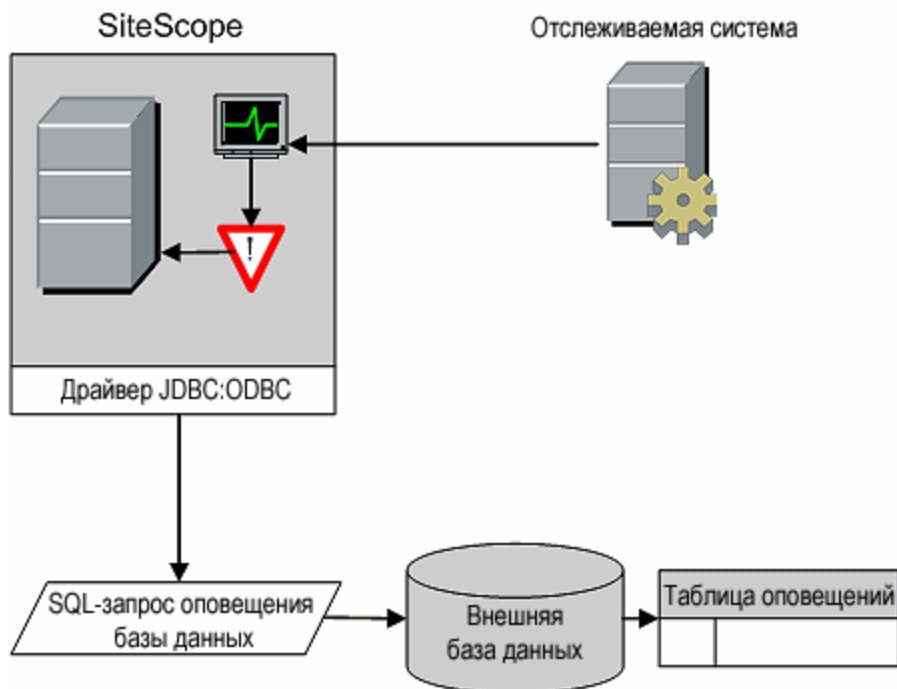 SiteScope
Отслеживаемая система
!
Драйвер JDBC:ODBC
SQL-запрос оповещения
базы данных
Внешняя
база данных
Таблица оповещений